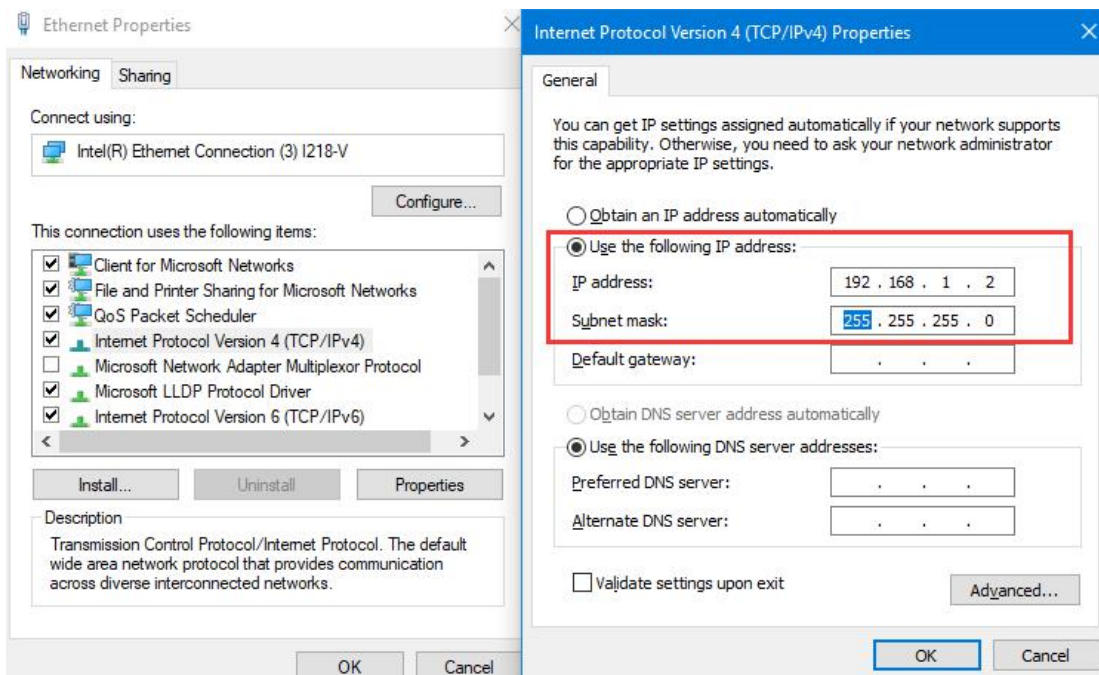 Ethernet Properties
Networking
Sharing
Connect using:
Intel(R) Ethernet Connection (3) I218-V
Configure...
This connection uses the following items:
Client for Microsoft Networks
File and Printer Sharing for Microsoft Networks
QoS Packet Scheduler
Internet Protocol Version 4 (TCP/IPv4)
Microsoft Network Adapter Multiplexor Protocol
Microsoft LLDP Protocol Driver
Internet Protocol Version 6 (TCP/IPv6)
Install...
Uninstall
Properties
Description
Transmission Control Protocol/Internet Protocol. The default
wide area network protocol that provides communication
across diverse interconnected networks.
OK
Cancel
Internet Protocol Version 4 (TCP/IPv4) Properties
General
You can get IP settings assigned automatically if your network supports
this capability. Otherwise, you need to ask your network administrator
for the appropriate IP settings.
Obtain an IP address automatically
Use the following IP address:
IP address: 192 . 168 . 1 . 2
Subnet mask: 255 . 255 . 255 . 0
Default gateway: . . .
Obtain DNS server address automatically
Use the following DNS server addresses:
Preferred DNS server: . . .
Alternate DNS server: . . .
Validate settings upon exit
Advanced...
OK
Cancel